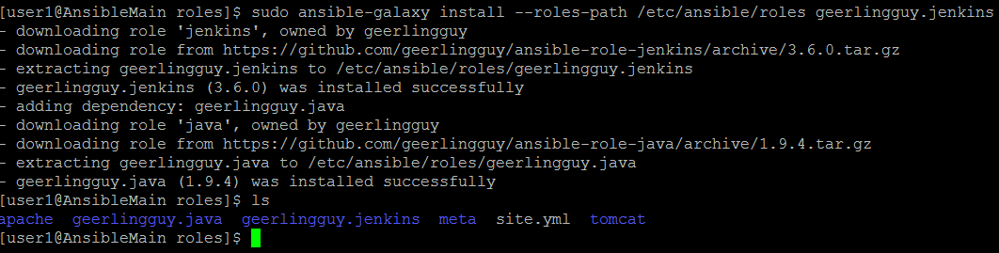 [user1@AnsibleMain roles]$ sudo ansible-galaxy install --roles-path /etc/ansible/roles geerlingguy.jenkins
- downloading role 'jenkins', owned by geerlingguy
- downloading role from https://github.com/geerlingguy/ansible-role-jenkins/archive/3.6.0.tar.gz
- extracting geerlingguy.jenkins to /etc/ansible/roles/geerlingguy.jenkins
- geerlingguy.jenkins (3.6.0) was installed successfully
- adding dependency: geerlingguy.java
- downloading role 'java', owned by geerlingguy
- downloading role from https://github.com/geerlingguy/ansible-role-java/archive/1.9.4.tar.gz
- extracting geerlingguy.java to /etc/ansible/roles/geerlingguy.java
- geerlingguy.java (1.9.4) was installed successfully
[user1@AnsibleMain roles]$ ls
apache  geerlingguy.java  geerlingguy.jenkins  meta  site.yml  tomcat
[user1@AnsibleMain roles]$